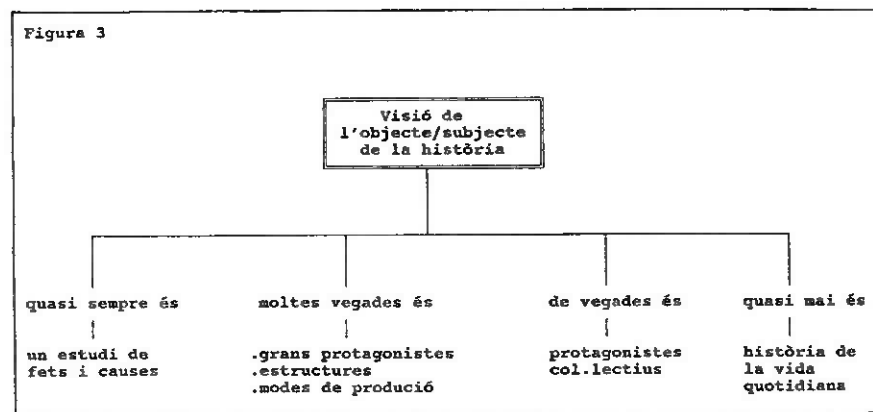 Figura 3
Visió de
l'objecte/subjecte
de la història
quasi sempre és
moltes vegades és
de vegades és
quasi mai és
un estudi de
fets i causes
.grans protagonistes
.estructures
.modes de produció
protagonistes
col.lectius
història de
la vida
quotidiana